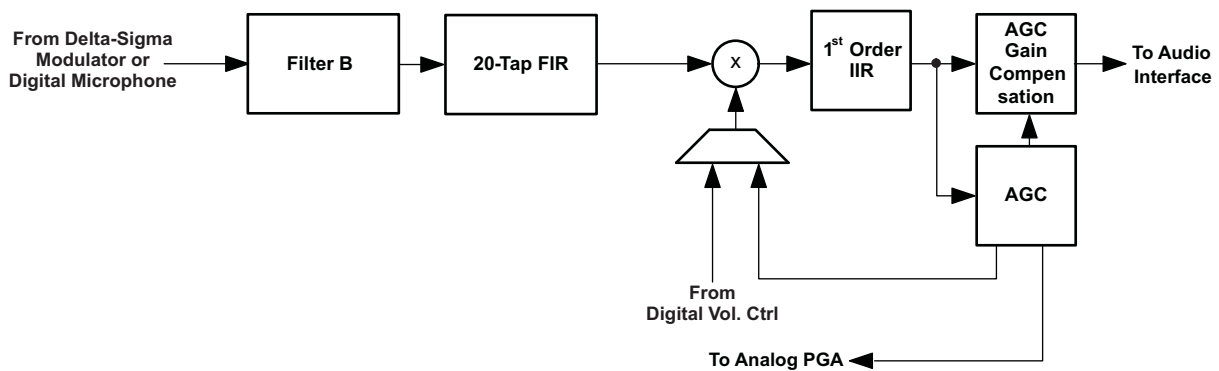 From Delta-Sigma
Modulator or
Digital Microphone
Filter B
20-Tap FIR
x
1st Order
IIR
AGC
Gain
Compen
sation
To Audio
Interface
AGC
From
Digital Vol. Ctrl
To Analog PGA